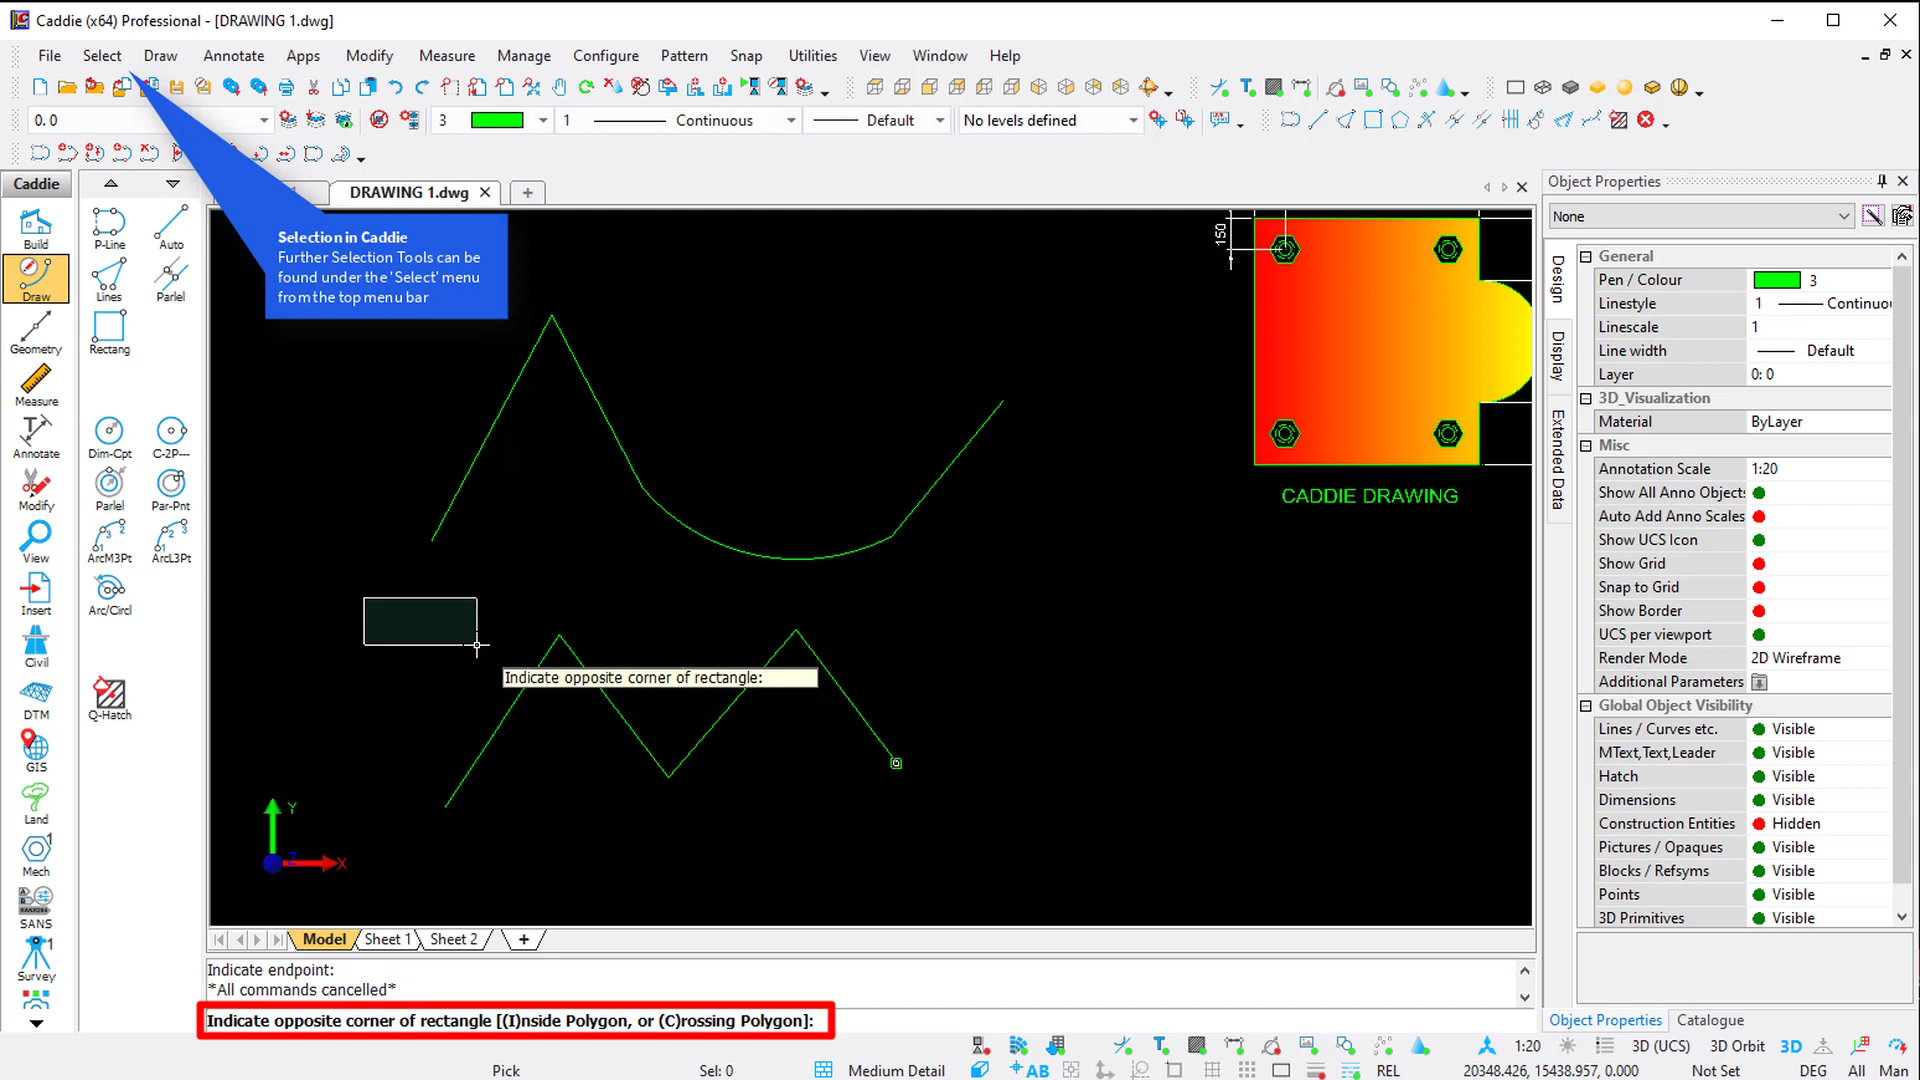 Caddie (x64) Professional - [DRAWING 1.dwg]
File Select Draw Annotate Apps Modify Measure Manage Configure Pattern Snap Utilities View Window Help
0. 0
3
1 Continuous
Default
No levels defined
Caddie
DRAWING 1.dwg
Object Properties
None
Build
Draw
Geometry
Measure
Annotate
Modify
View
Insert
Civil
DTM
GIS
Land
Mech
SANS
Survey
P-Line Auto
Lines Parlel
Rectang
Dim-Cpt C-2P---
Parlel Par-Pnt
ArcM3Pt ArcL3Pt
Arc/Circl
Q-Hatch
Selection in Caddie
Further Selection Tools can be
found under the 'Select' menu
from the top menu bar
150
CADDIE DRAWING
Indicate opposite corner of rectangle:
Y
Z
X
Design
Display
Extended Data
General
Pen / Colour 3
Linestyle 1 Continuou
Linescale 1
Line width Default
Layer 0: 0
3D_Visualization
Material ByLayer
Misc
Annotation Scale 1:20
Show All Anno Objects
Auto Add Anno Scales
Show UCS Icon
Show Grid
Snap to Grid
Show Border
UCS per viewport
Render Mode 2D Wireframe
Additional Parameters
Global Object Visibility
Lines / Curves etc. Visible
MText,Text,Leader Visible
Hatch Visible
Dimensions Visible
Construction Entities Hidden
Pictures / Opaques Visible
Blocks / Refsyms Visible
Points Visible
3D Primitives Visible
Model Sheet 1 Sheet 2 +
Indicate endpoint:
*All commands cancelled*
Indicate opposite corner of rectangle [(I)nside Polygon, or (C)rossing Polygon]:
Object Properties Catalogue
1:20 3D (UCS) 3D Orbit 3D
Pick Sel: 0 Medium Detail AB REL 20348.426, 15438.957, 0.000 Not Set DEG All Man